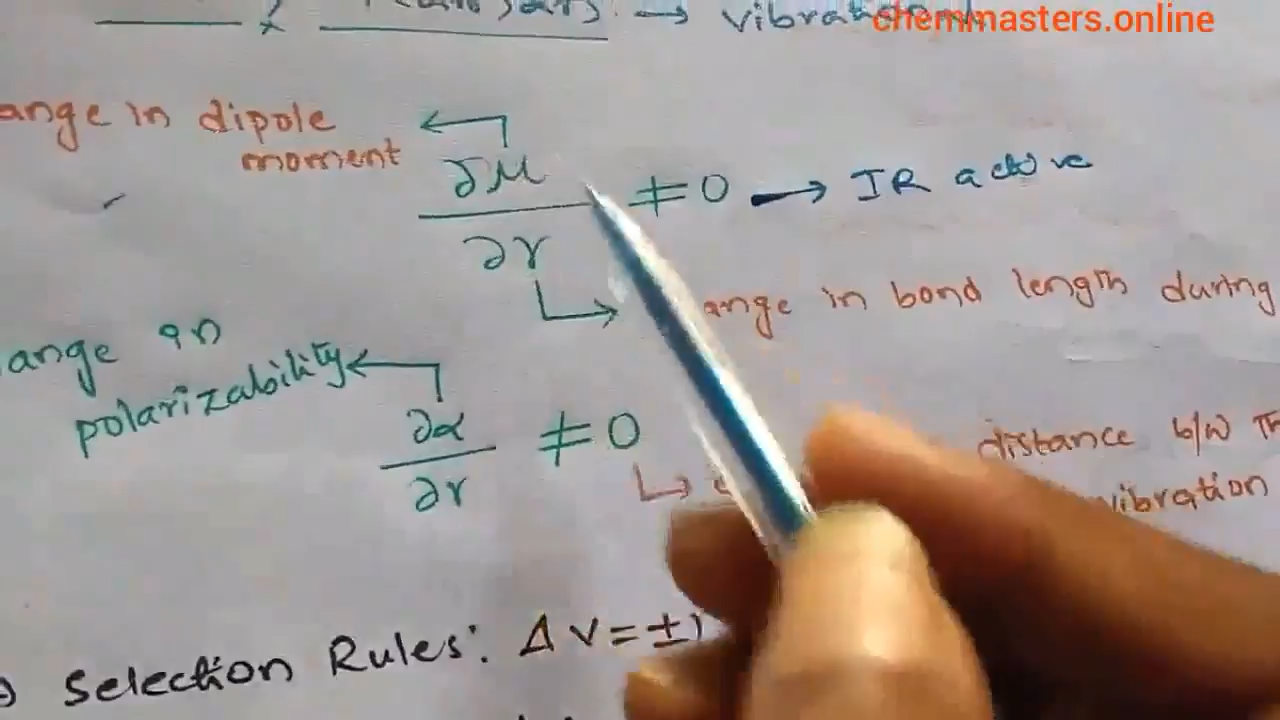 & → vibration
chemmasters.online
ange in dipole
moment
∂μ
≠ 0 → IR active
∂r
ange in bond length during
ange in
polarizability
∂α
≠ 0
∂r
distance b/w Th
vibration
Selection Rules: ΔV=±1